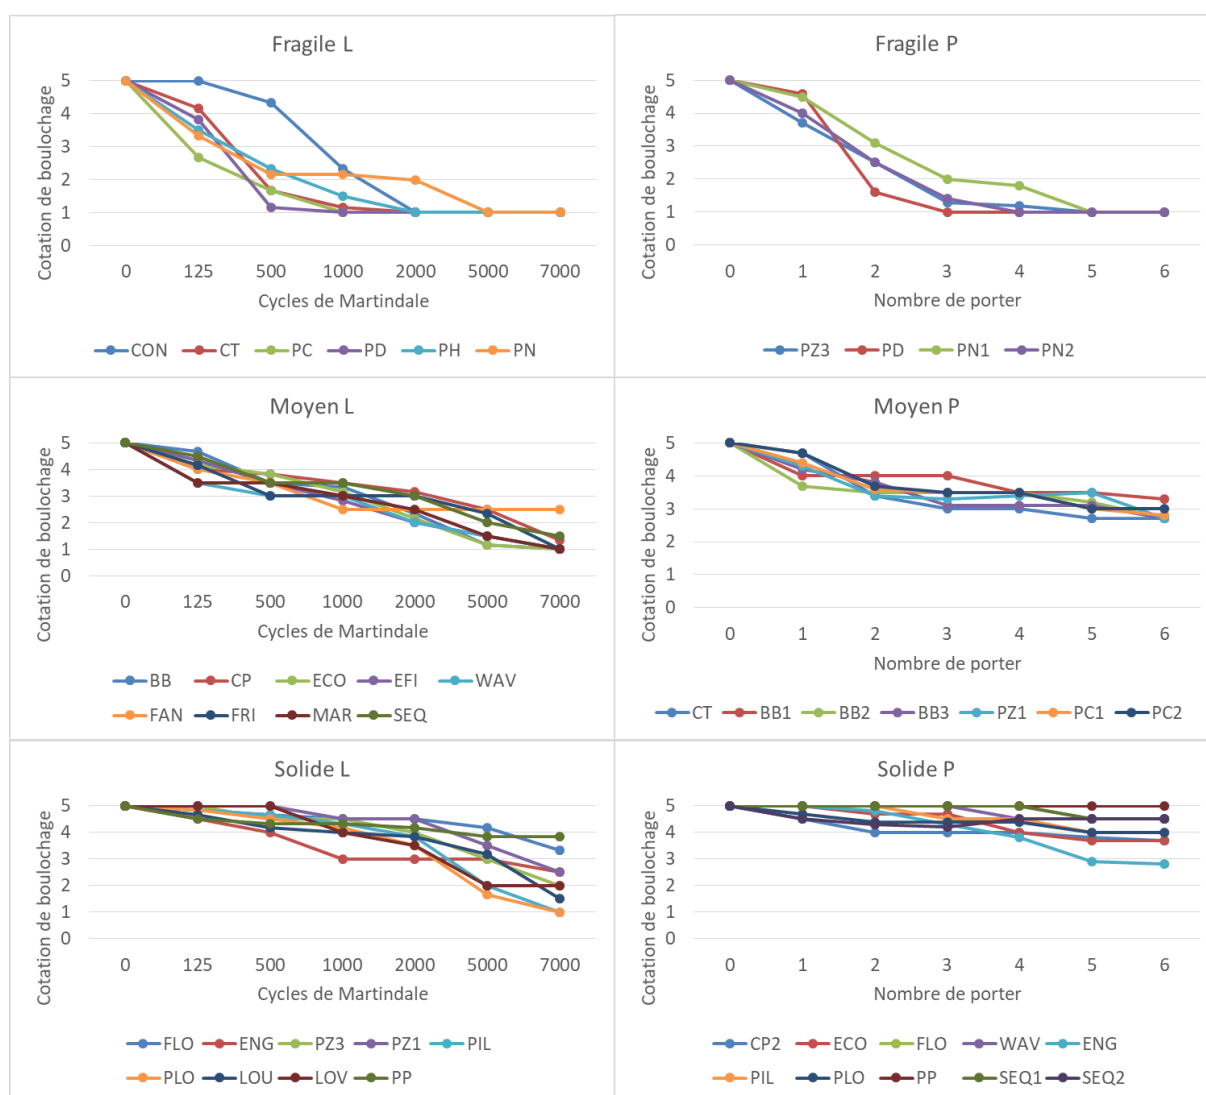 Fragile L
Cotation de boulochage
5
4
3
2
1
0
0 125 500 1000 2000 5000 7000
Cycles de Martindale
CON CT PC PD PH PN
Fragile P
Cotation de boulochage
5
4
3
2
1
0
0 1 2 3 4 5 6
Nombre de porter
PZ3 PD PN1 PN2
Moyen L
Cotation de boulochage
5
4
3
2
1
0
0 125 500 1000 2000 5000 7000
Cycles de Martindale
BB CP ECO EFI WAV
FAN FRI MAR SEQ
Moyen P
Cotation de boulochage
5
4
3
2
1
0
0 1 2 3 4 5 6
Nombre de porter
CT BB1 BB2 BB3 PZ1 PC1 PC2
Solide L
Cotation de boulochage
5
4
3
2
1
0
0 125 500 1000 2000 5000 7000
Cycles de Martindale
FLO ENG PZ3 PZ1 PIL
PLO LOU LOV PP
Solide P
Cotation de boulochage
5
4
3
2
1
0
0 1 2 3 4 5 6
Nombre de porter
CP2 ECO FLO WAV ENG
PIL PLO PP SEQ1 SEQ2